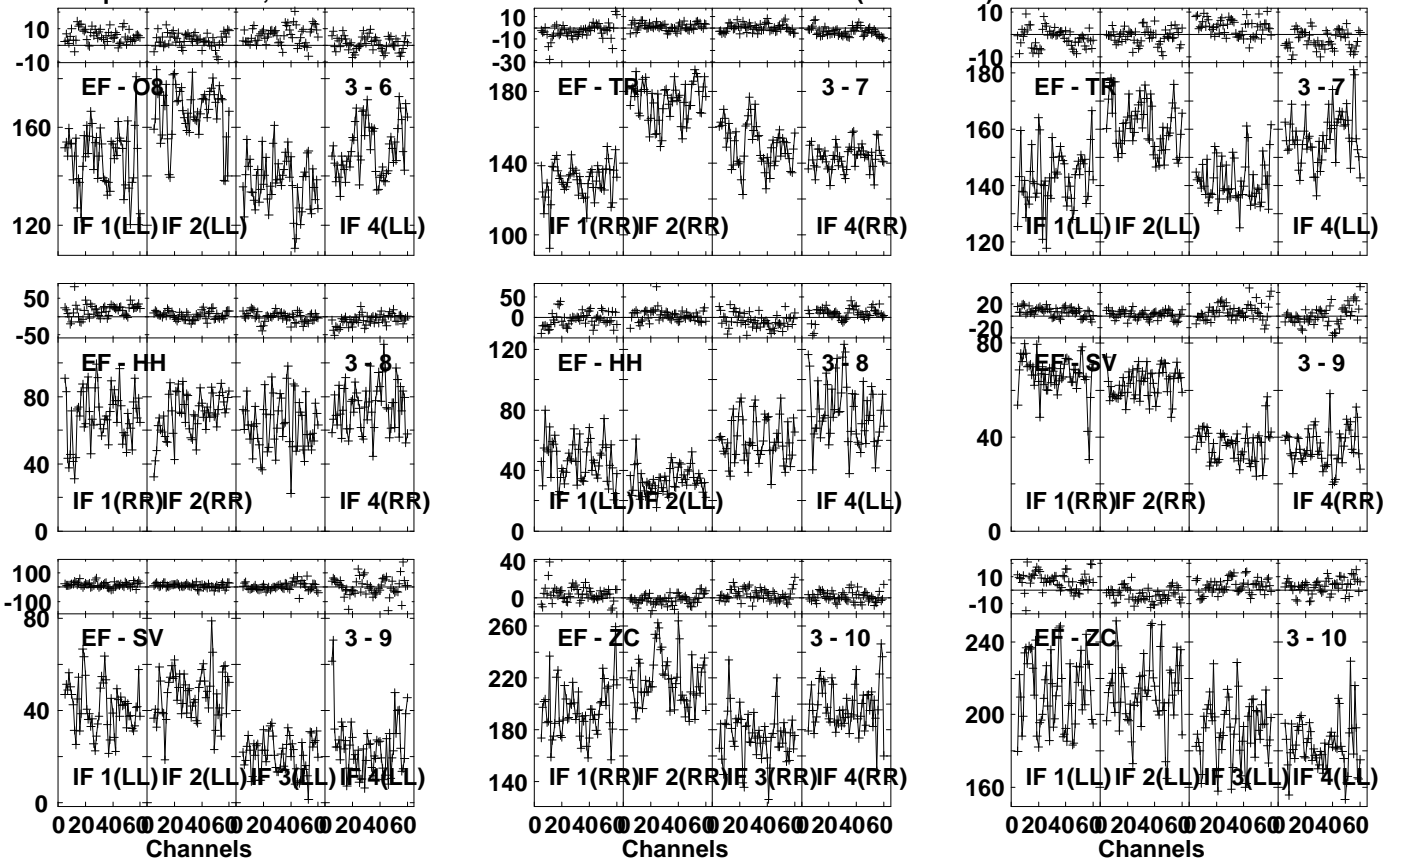 10 10 10
-10 -10 -10
-30
EF - O8 3 - 6 EF - TR 3 - 7 EF - TR 3 - 7
180 180
160 160
140 140
120 100 120
IF 1(LL) IF 2(LL) IF 4(LL) IF 1(RR) IF 2(RR) IF 4(RR) IF 1(LL) IF 2(LL) IF 4(LL)
50 50 20
-50 0 -20
EF - HH 3 - 8 EF - HH 3 - 8 EF - SV 3 - 9
120 80
80 80
40 40 40
IF 1(RR) IF 2(RR) IF 4(RR) IF 1(LL) IF 2(LL) IF 4(LL) IF 1(RR) IF 2(RR) IF 4(RR)
0 0 0
100 40 10
-100 0 -10
80 260
EF - SV 3 - 9 EF - ZC 3 - 10 EF - ZC 3 - 10
240
220
40 180 200
IF 1(LL) IF 2(LL) IF 3(LL) IF 4(LL) IF 1(RR) IF 2(RR) IF 3(RR) IF 4(RR) IF 1(LL) IF 2(LL) IF 3(LL) IF 4(LL)
0 140 160
0 204060 0 204060 0 204060 0 204060 0 204060 0 204060 0 204060 0 204060 0 204060 0 204060 0 204060 0 204060
Channels Channels Channels